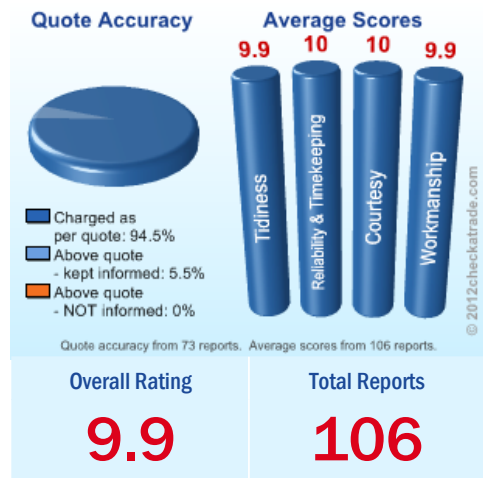 Quote Accuracy
Average Scores
9.9
10
10
9.9
Tidiness
Reliability & Timekeeping
Courtesy
Workmanship
Charged as
per quote: 94.5%
Above quote
- kept informed: 5.5%
Above quote
- NOT informed: 0%
© 2012checkatrade.com
Quote accuracy from 73 reports. Average scores from 106 reports.
Overall Rating
9.9
Total Reports
106